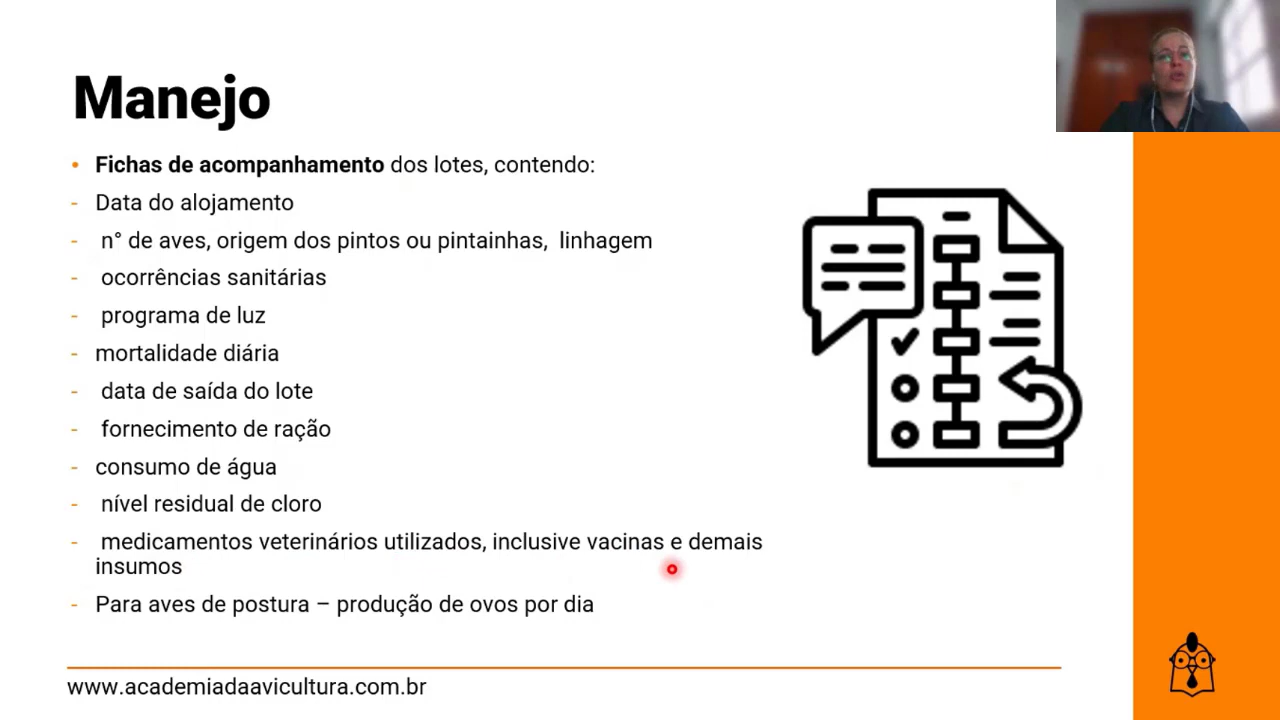 Manejo
• Fichas de acompanhamento dos lotes, contendo:
- Data do alojamento
- n° de aves, origem dos pintos ou pintainhas, linhagem
- ocorrências sanitárias
- programa de luz
- mortalidade diária
- data de saída do lote
- fornecimento de ração
- consumo de água
- nível residual de cloro
- medicamentos veterinários utilizados, inclusive vacinas e demais
insumos
- Para aves de postura – produção de ovos por dia
www.academiadaavicultura.com.br